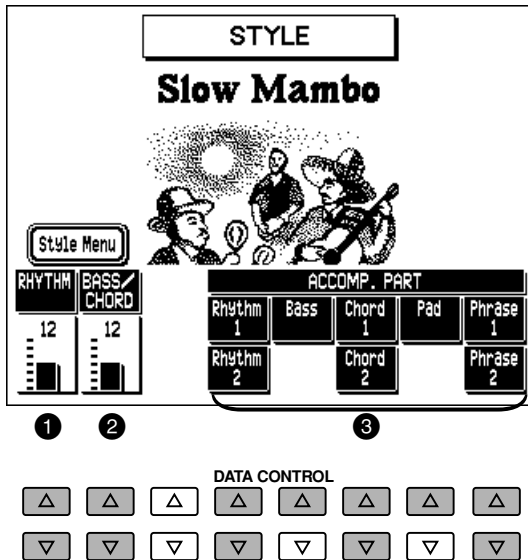 STYLE
Slow Mambo
Style Menu
RHYTHM
BASS/
CHORD
12
12
ACCOMP. PART
Rhythm
1
Bass
Chord
1
Pad
Phrase
1
Rhythm
2
Chord
2
Phrase
2
1
2
3
DATA CONTROL